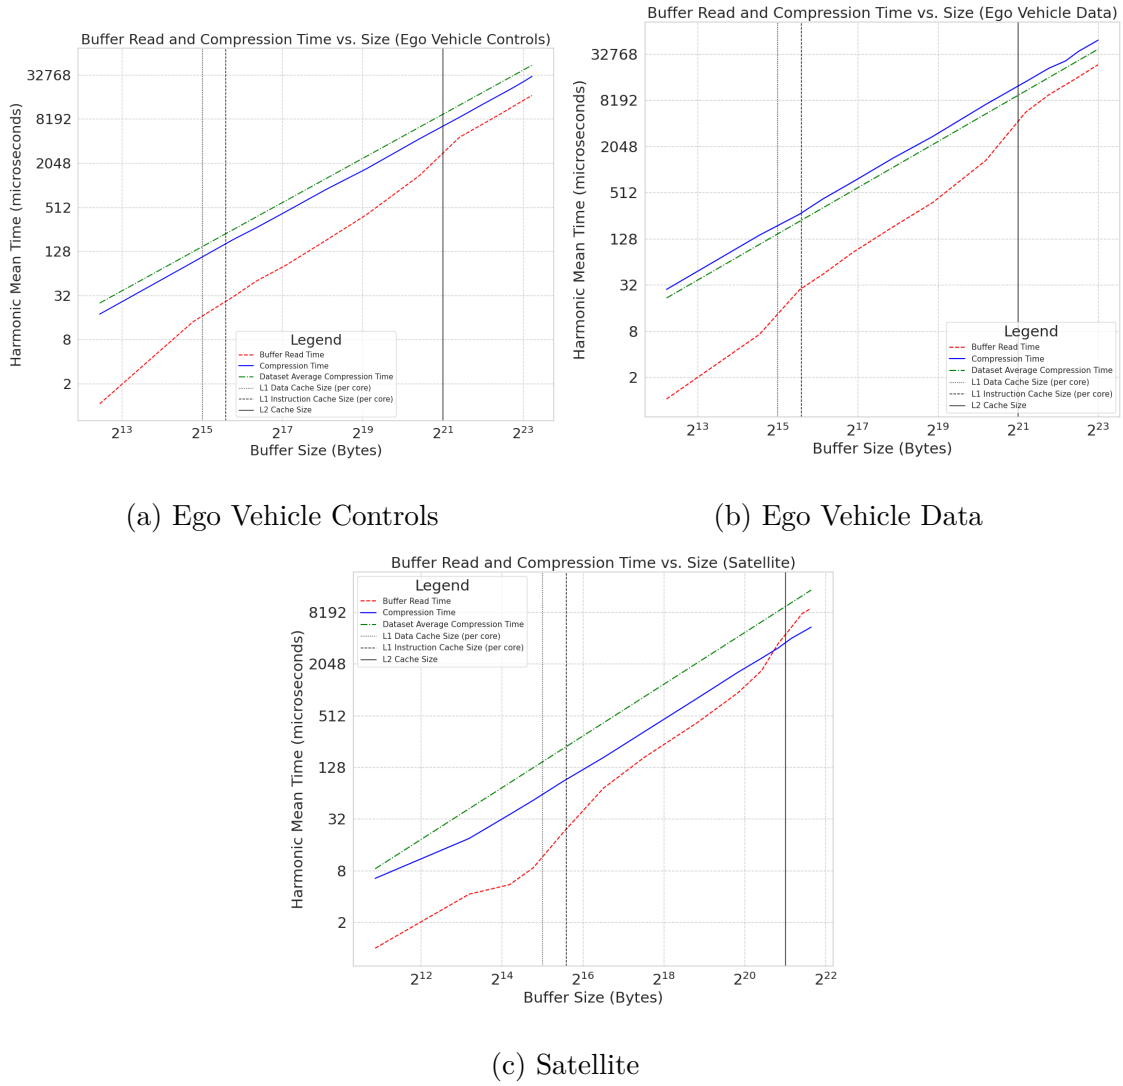 Buffer Read and Compression Time vs. Size (Ego Vehicle Controls)
Harmonic Mean Time (microseconds)
32768
8192
2048
512
128
32
8
2
Legend
Buffer Read Time
Compression Time
Dataset Average Compression Time
L1 Data Cache Size (per core)
L1 Instruction Cache Size (per core)
L2 Cache Size
2^13 2^15 2^17 2^19 2^21 2^23
Buffer Size (Bytes)
(a) Ego Vehicle Controls
Buffer Read and Compression Time vs. Size (Ego Vehicle Data)
Harmonic Mean Time (microseconds)
32768
8192
2048
512
128
32
8
2
Legend
Buffer Read Time
Compression Time
Dataset Average Compression Time
L1 Data Cache Size (per core)
L1 Instruction Cache Size (per core)
L2 Cache Size
2^13 2^15 2^17 2^19 2^21 2^23
Buffer Size (Bytes)
(b) Ego Vehicle Data
Buffer Read and Compression Time vs. Size (Satellite)
Harmonic Mean Time (microseconds)
Legend
Buffer Read Time
Compression Time
Dataset Average Compression Time
L1 Data Cache Size (per core)
L1 Instruction Cache Size (per core)
L2 Cache Size
8192
2048
512
128
32
8
2
2^12 2^14 2^16 2^18 2^20 2^22
Buffer Size (Bytes)
(c) Satellite